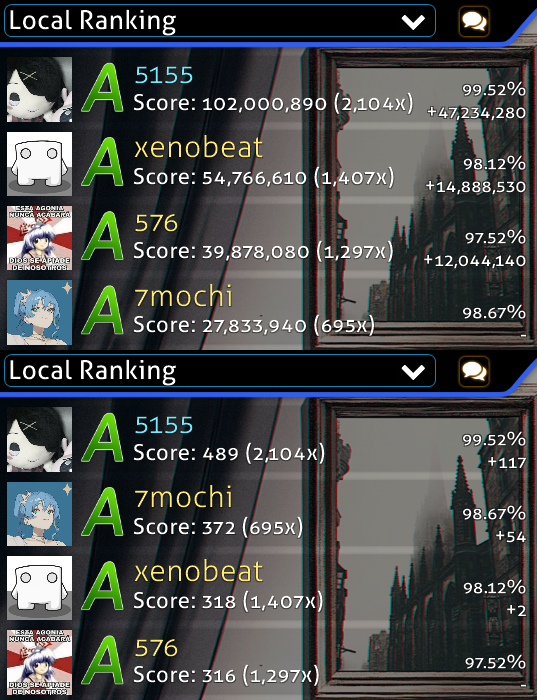 Local Ranking
A
5155
Score: 102,000,890 (2,104x)
99.52%
+47,234,280
A
xenobeat
Score: 54,766,610 (1,407x)
98.12%
+14,888,530
ESTA AGONIA
NUNCA ACABARA
DIOS SE APIADE
DE NOSOTROS
A
576
Score: 39,878,080 (1,297x)
97.52%
+12,044,140
A
7mochi
Score: 27,833,940 (695x)
98.67%
-
Local Ranking
A
5155
Score: 489 (2,104x)
99.52%
+117
A
7mochi
Score: 372 (695x)
98.67%
+54
A
xenobeat
Score: 318 (1,407x)
98.12%
+2
ESTA AGONIA
NUNCA ACABARA
DIOS SE APIADE
DE NOSOTROS
A
576
Score: 316 (1,297x)
97.52%
-